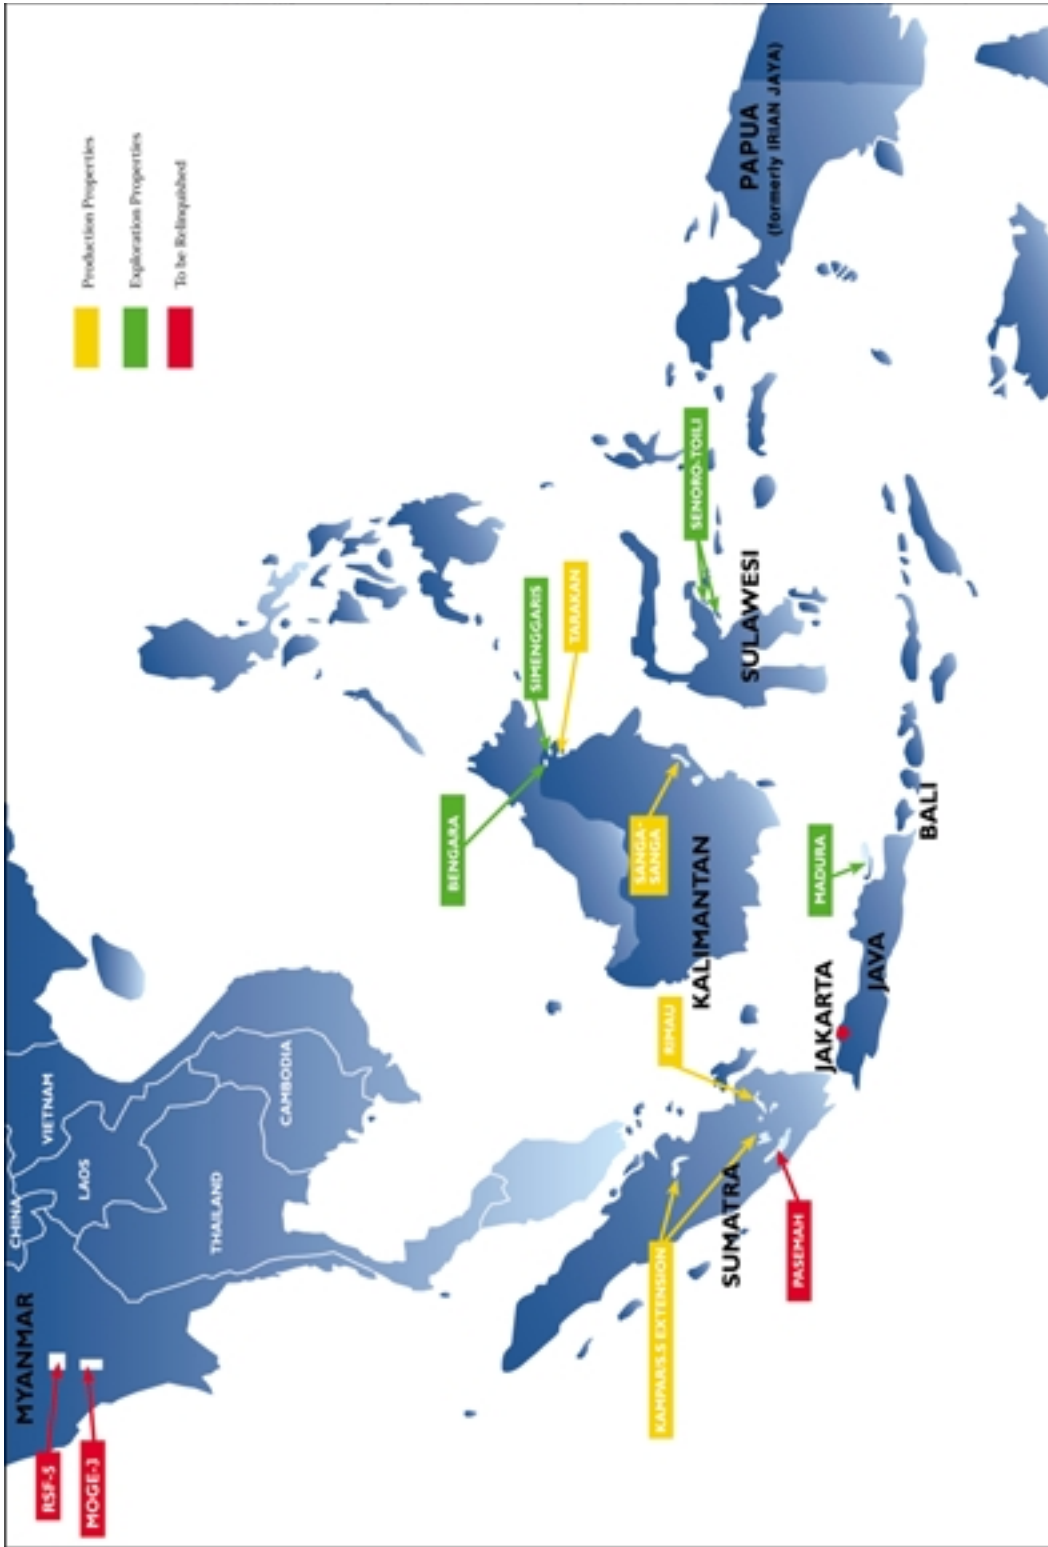 Production Properties
Exploration Properties
To be Relinquished
MYANMAR
RSF-5
MOGE-3
CHINA
VIETNAM
LAOS
THAILAND
CAMBODIA
BENGARA
SIMENGGARIS
TARAKAN
SANGA-
SANGA
KALIMANTAN
SENORO-TOILI
SULAWESI
PAPUA
(formerly IRIAN JAYA)
RIMAU
KAMPAR/S.S EXTENSION
SUMATRA
PASEMAH
JAKARTA
JAVA
MADURA
BALI